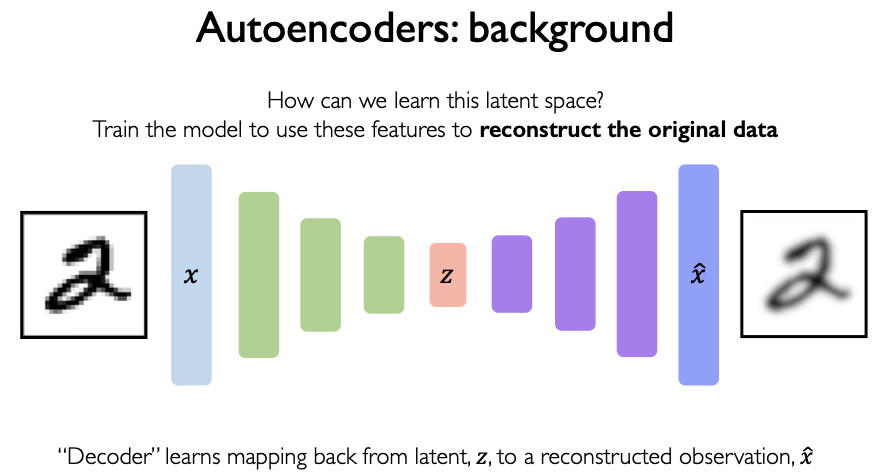 Autoencoders: background
How can we learn this latent space?
Train the model to use these features to reconstruct the original data
x
z
x̂
“Decoder” learns mapping back from latent, z, to a reconstructed observation, x̂